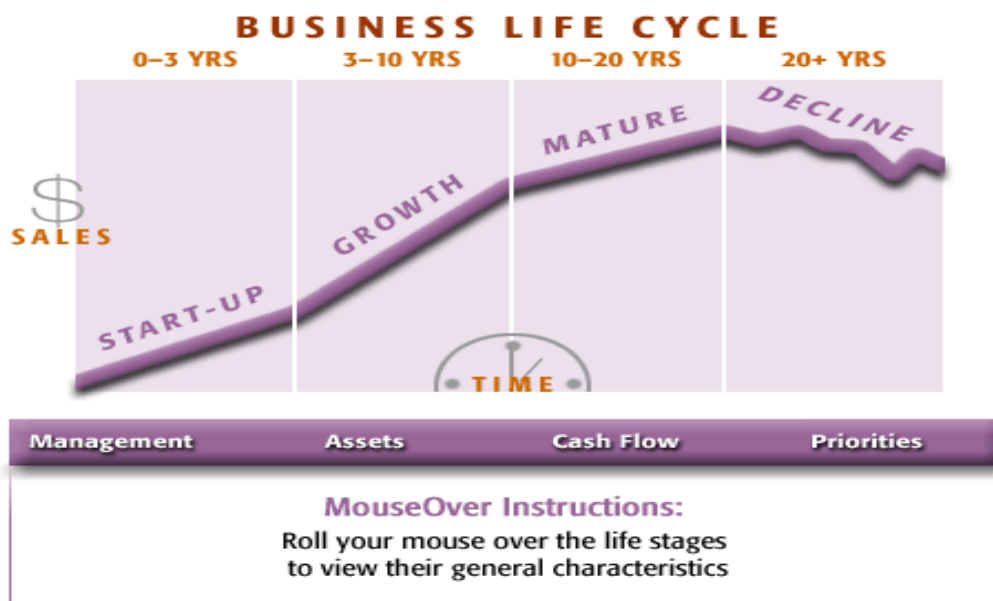 BUSINESS LIFE CYCLE
0–3 YRS 3–10 YRS 10–20 YRS 20+ YRS
DECLINE
MATURE
GROWTH
$
SALES
START-UP
TIME
Management Assets Cash Flow Priorities
MouseOver Instructions:
Roll your mouse over the life stages
to view their general characteristics